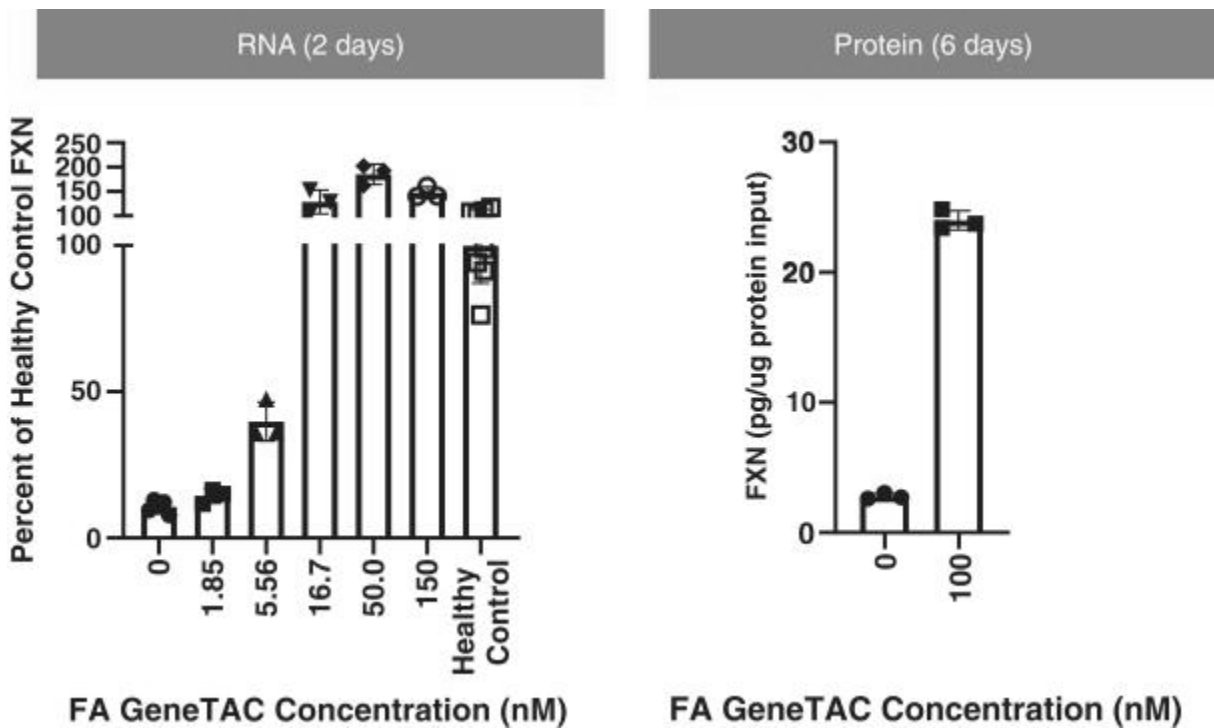 RNA (2 days)
Percent of Healthy Control FXN
250
200
150
100
100
50
0
0
1.85
5.56
16.7
50.0
150
Healthy
Control
FA GeneTAC Concentration (nM)
Protein (6 days)
FXN (pg/ug protein input)
30
20
10
0
0
100
FA GeneTAC Concentration (nM)